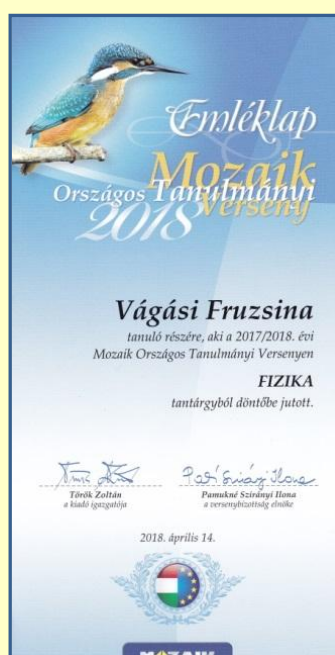 Emléklap
Mozaik
Országos Tanulmányi
2018 Verseny
Vágási Fruzsina
tanuló részére, aki a 2017/2018. évi
Mozaik Országos Tanulmányi Versenyen
FIZIKA
tantárgyból döntőbe jutott.
Török Zoltán
a kiadó igazgatója
Pamukné Szirányi Ilona
a versenybizottság elnöke
2018. április 14.
MOZAIK